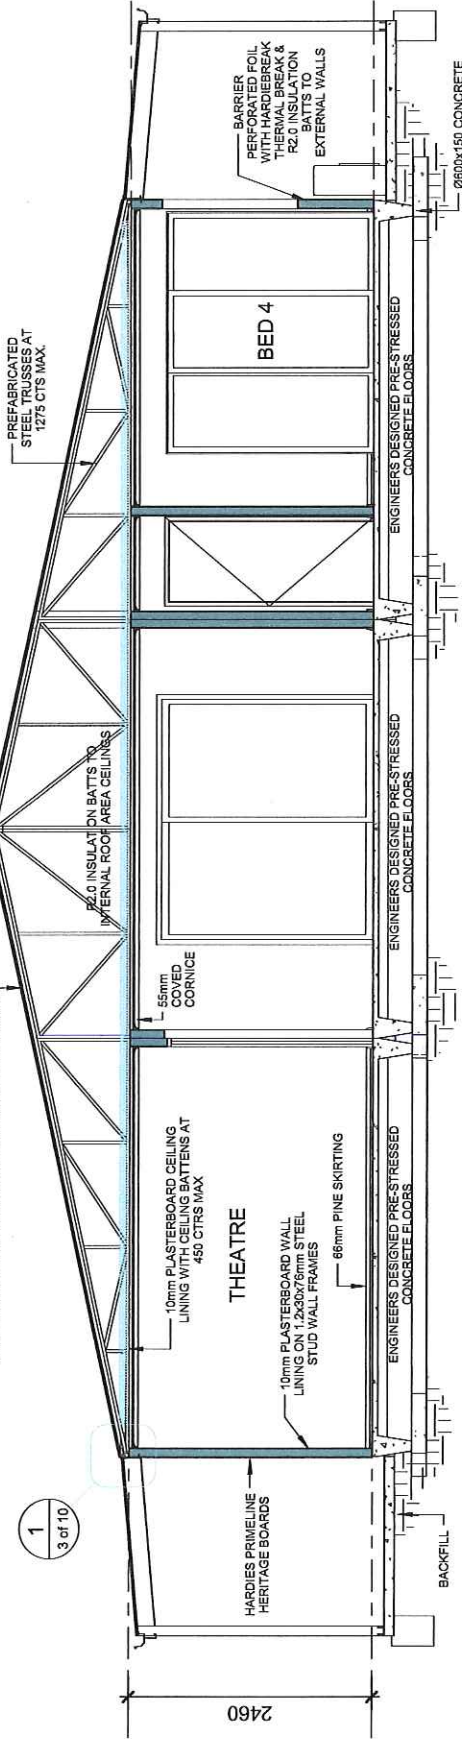 1
3 of 10
PREFABRICATED
STEEL TRUSSES AT
1275 CTS MAX.
R2.0 INSULATION BATTS TO
INTERNAL ROOF AREA CEILINGS
BARRIER
PERFORATED FOIL
WITH HARDIEBREAK
THERMAL BREAK &
R2.0 INSULATION
BATTS TO
EXTERNAL WALLS
55mm
COVED
CORNICE
10mm PLASTERBOARD CEILING
LINING WITH CEILING BATTENS AT
450 CTRS MAX
THEATRE
BED 4
10mm PLASTERBOARD WALL
LINING ON 1.2x30x76mm STEEL
STUD WALL FRAMES
66mm PINE SKIRTING
HARDIES PRIMELINE
HERITAGE BOARDS
2460
ENGINEERS DESIGNED PRE-STRESSED
CONCRETE FLOORS
ENGINEERS DESIGNED PRE-STRESSED
CONCRETE FLOORS
ENGINEERS DESIGNED PRE-STRESSED
CONCRETE FLOORS
BACKFILL
Ø600x150 CONCRETE